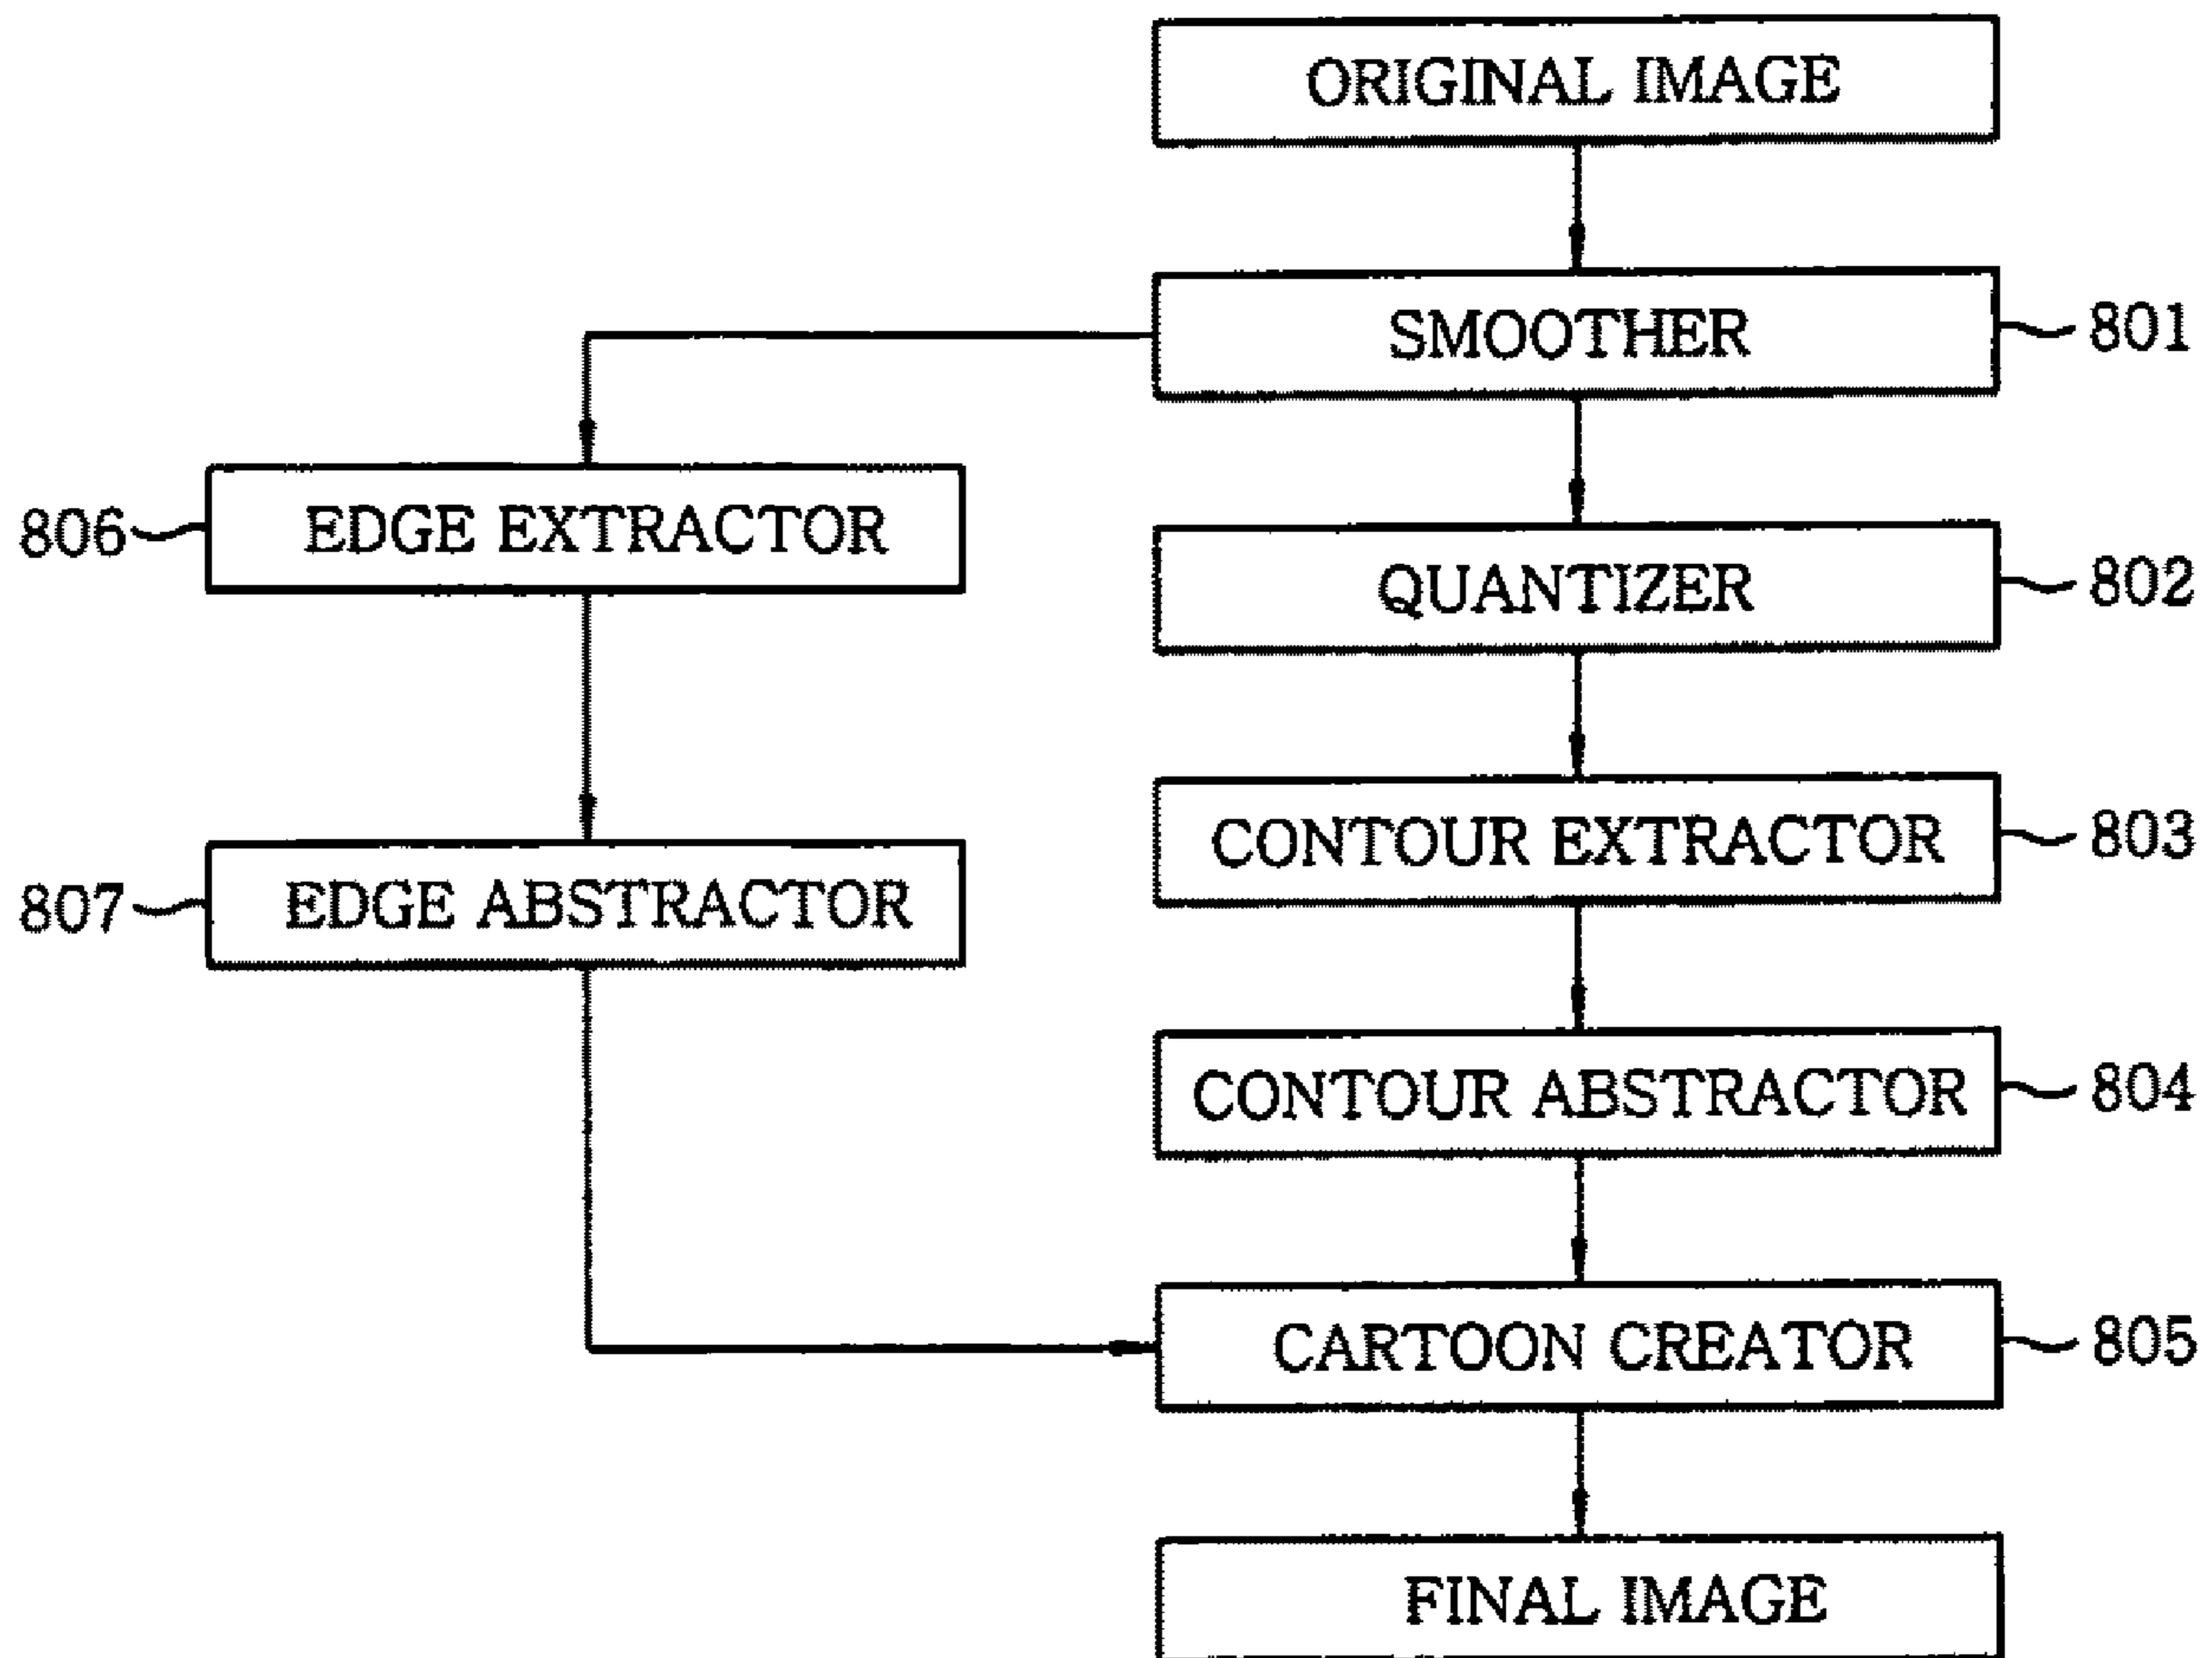 ORIGINAL IMAGE
SMOOTHER 801
806 EDGE EXTRACTOR
QUANTIZER 802
CONTOUR EXTRACTOR 803
807 EDGE ABSTRACTOR
CONTOUR ABSTRACTOR 804
CARTOON CREATOR 805
FINAL IMAGE